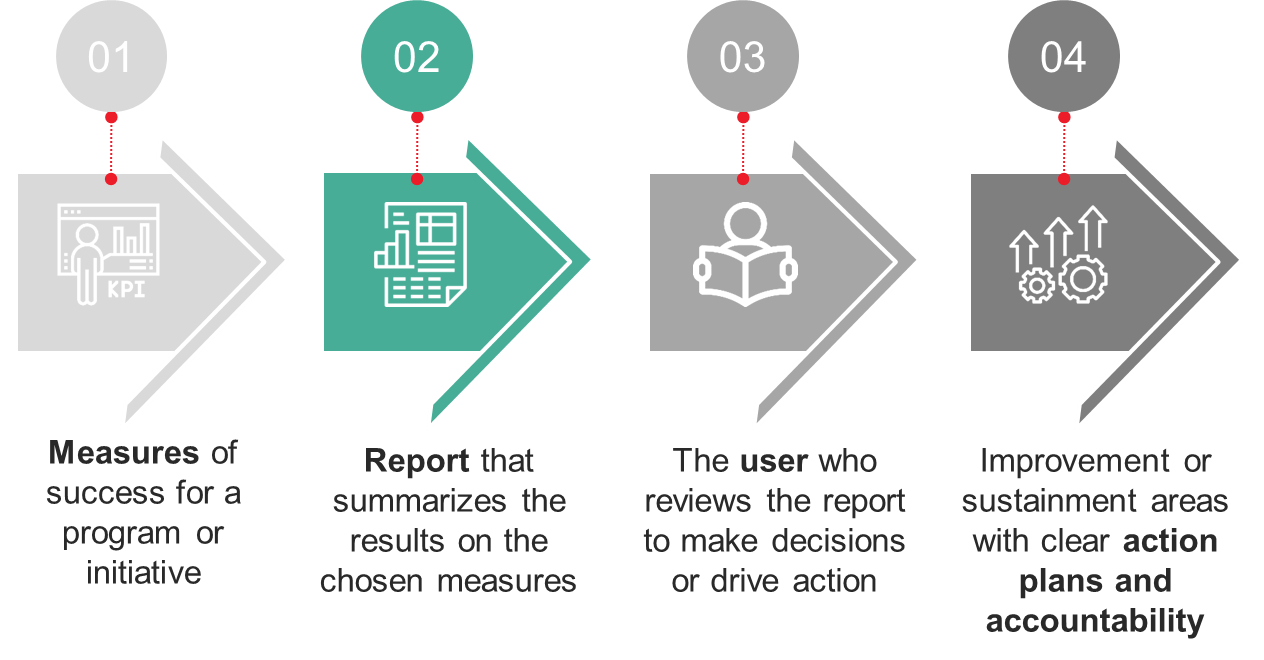 01
02
03
04
KPI
Measures of
success for a
program or
initiative
Report that
summarizes the
results on the
chosen measures
The user who
reviews the report
to make decisions
or drive action
Improvement or
sustainment areas
with clear action
plans and
accountability